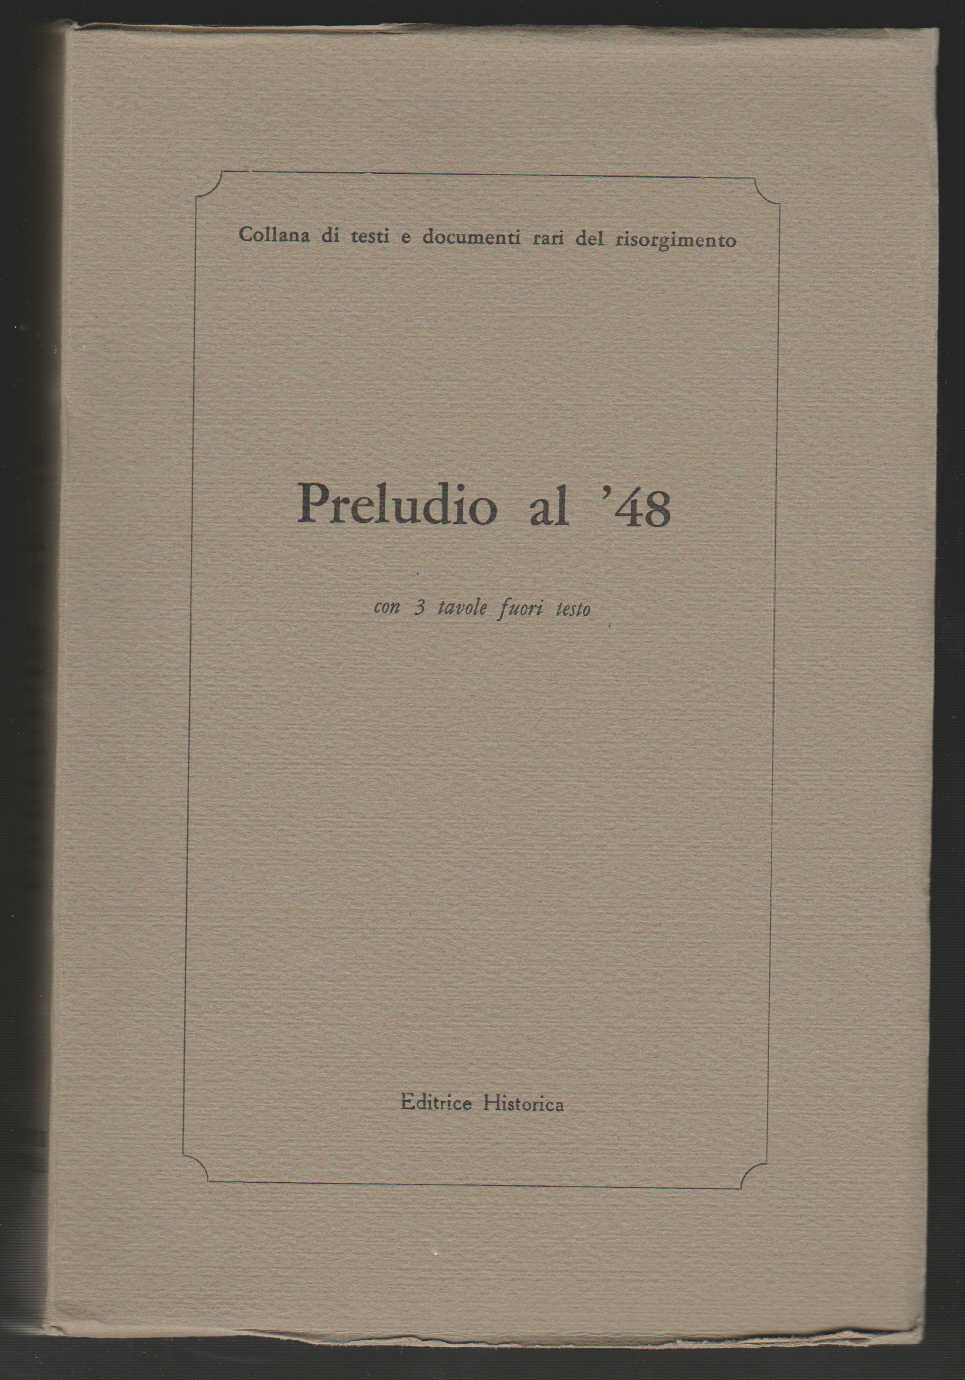 Collana di testi e documenti rari del risorgimento
Preludio al ’48
con 3 tavole fuori testo
Editrice Historica